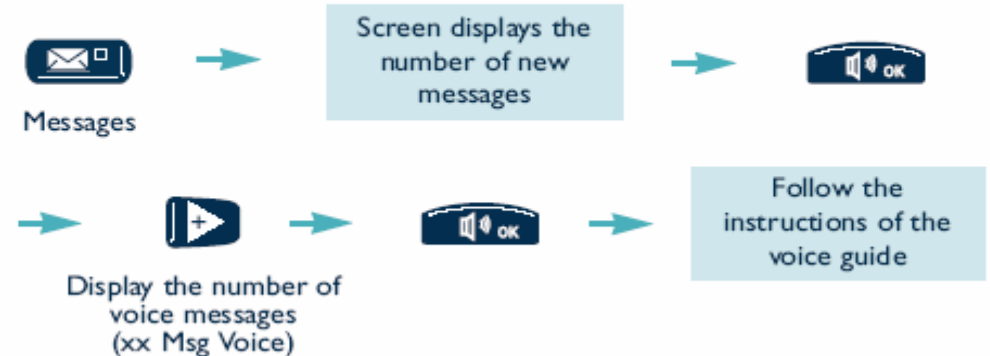 Screen displays the
number of new
messages
OK
Messages
+
OK
Follow the
instructions of the
voice guide
Display the number of
voice messages
(xx Msg Voice)